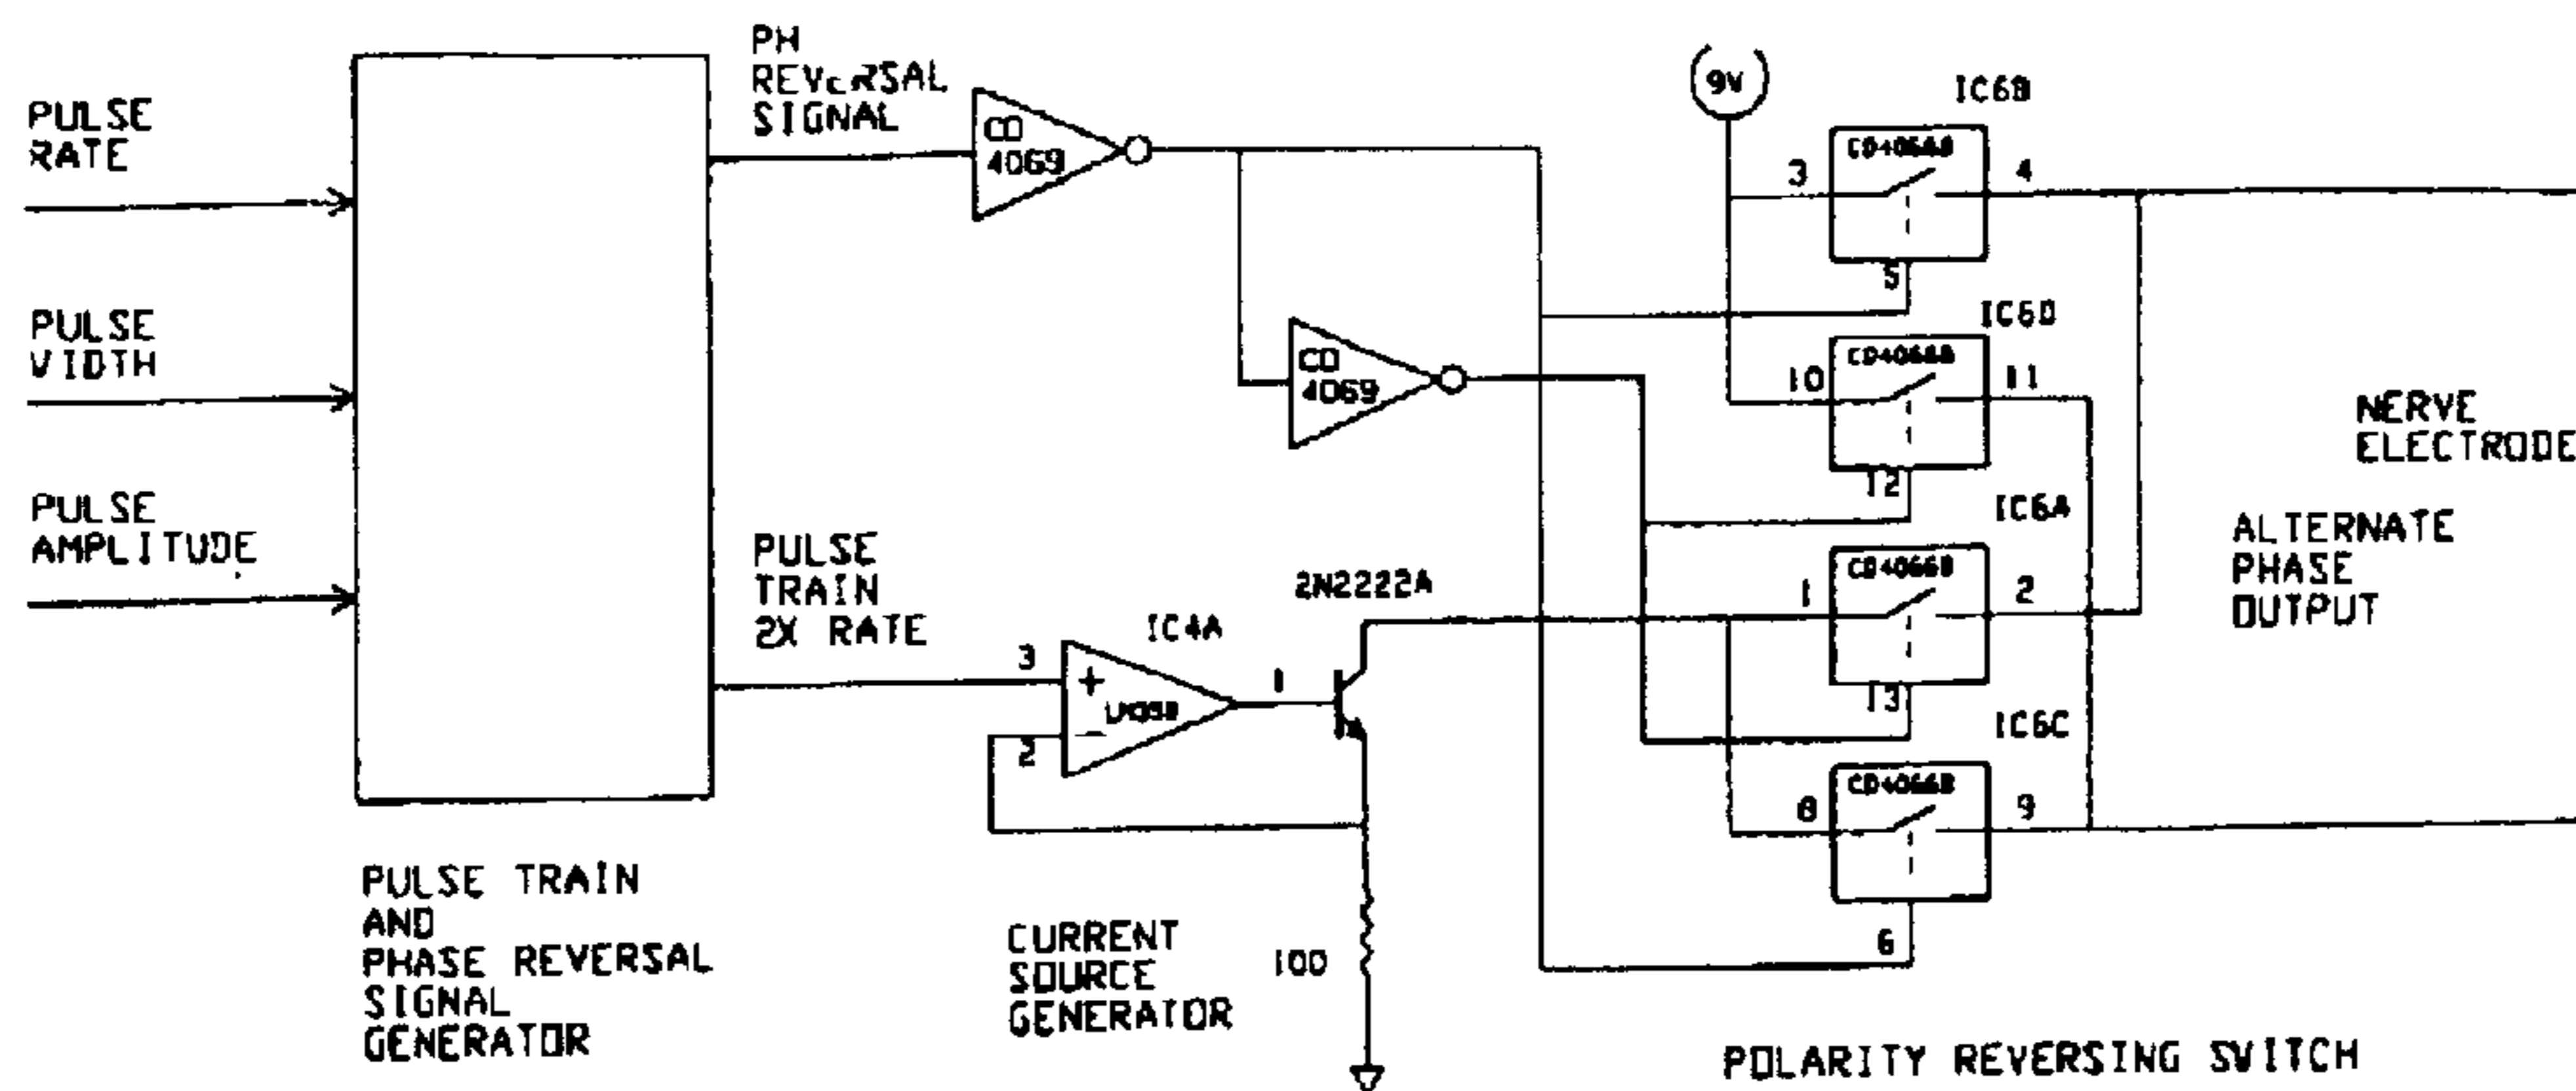 PULSE
RATE
PULSE
WIDTH
PULSE
AMPLITUDE
PULSE TRAIN
AND
PHASE REVERSAL
SIGNAL
GENERATOR
PH
REVERSAL
SIGNAL
CD
4069
CD
4069
PULSE
TRAIN
2X RATE
IC4A
3
+
2
-
1
2N2222A
CURRENT
SOURCE
GENERATOR
100
(9V)
IC6B
3
4
5
IC6D
CD4066B
10
11
12
IC6A
CD4066B
1
2
13
IC6C
CD4066B
8
9
6
NERVE
ELECTRODE
ALTERNATE
PHASE
OUTPUT
POLARITY REVERSING SWITCH